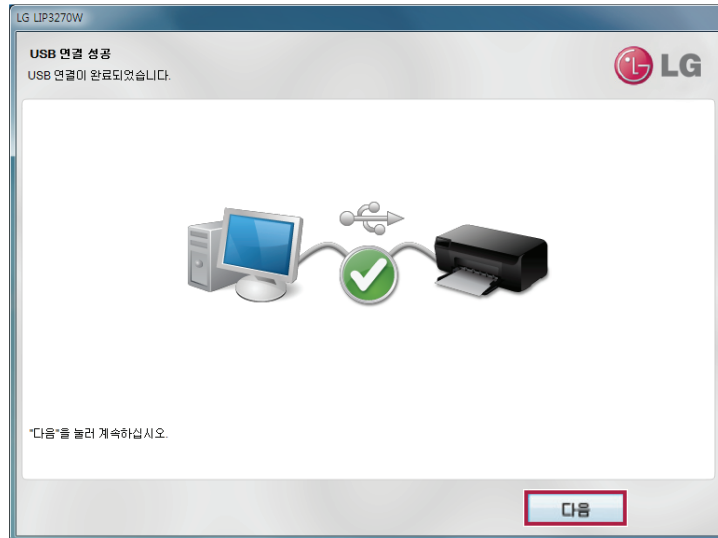 LG LIP3270W
USB 연결 성공
USB 연결이 완료되었습니다.
LG
"다음"을 눌러 계속하십시오.
다음